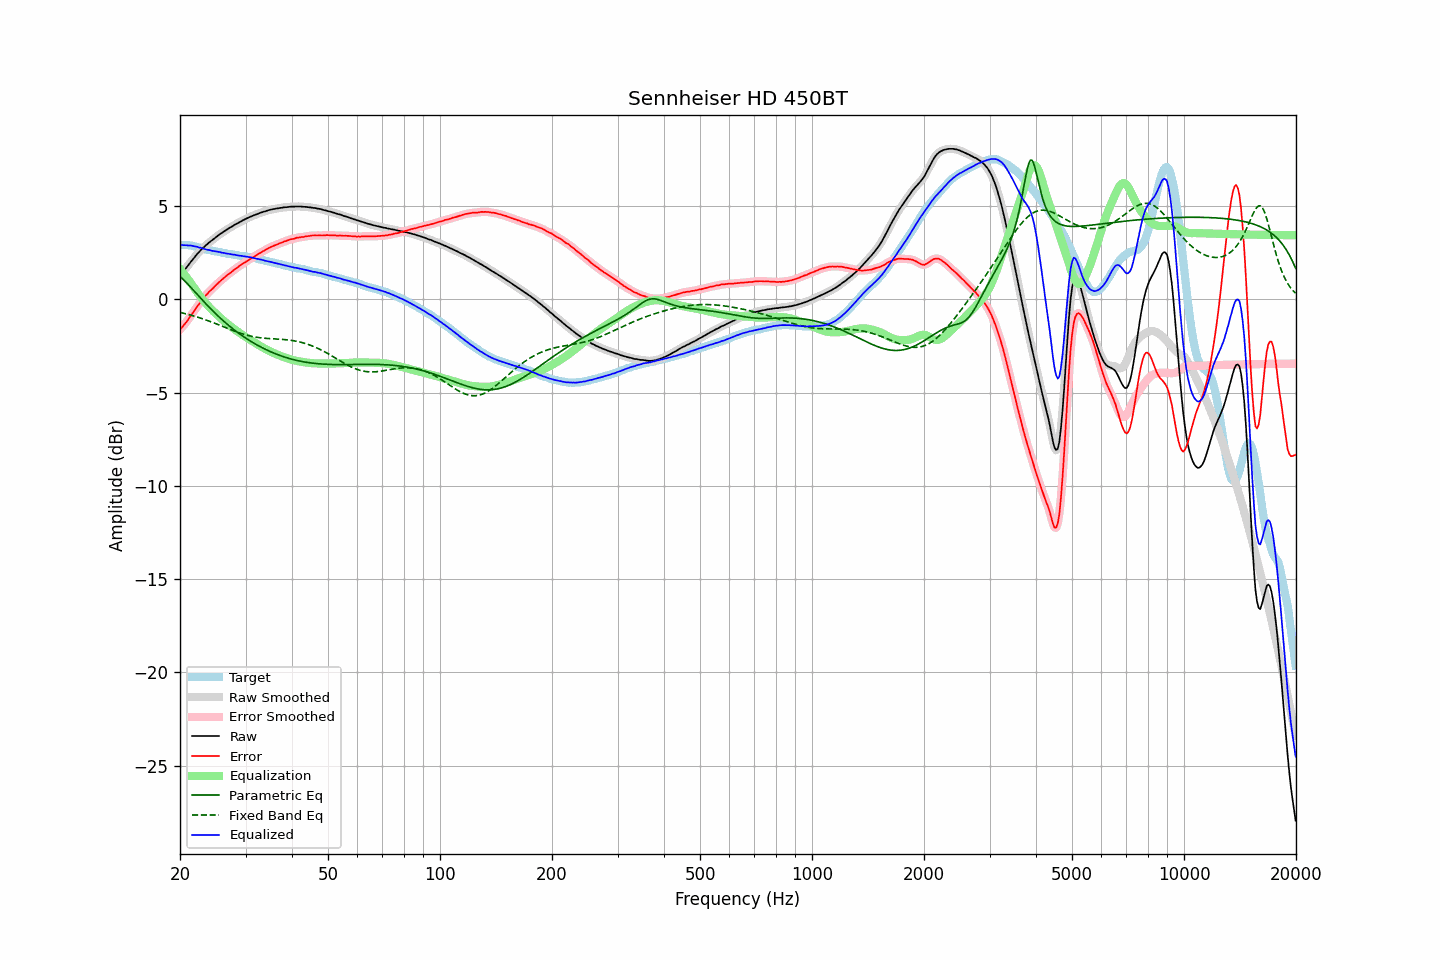 Sennheiser HD 450BT
5
0
−5
−10
−15
−20
−25
Amplitude (dBr)
Target
Raw Smoothed
Error Smoothed
Raw
Error
Equalization
Parametric Eq
Fixed Band Eq
Equalized
20 50 100 200 500 1000 2000 5000 10000 20000
Frequency (Hz)